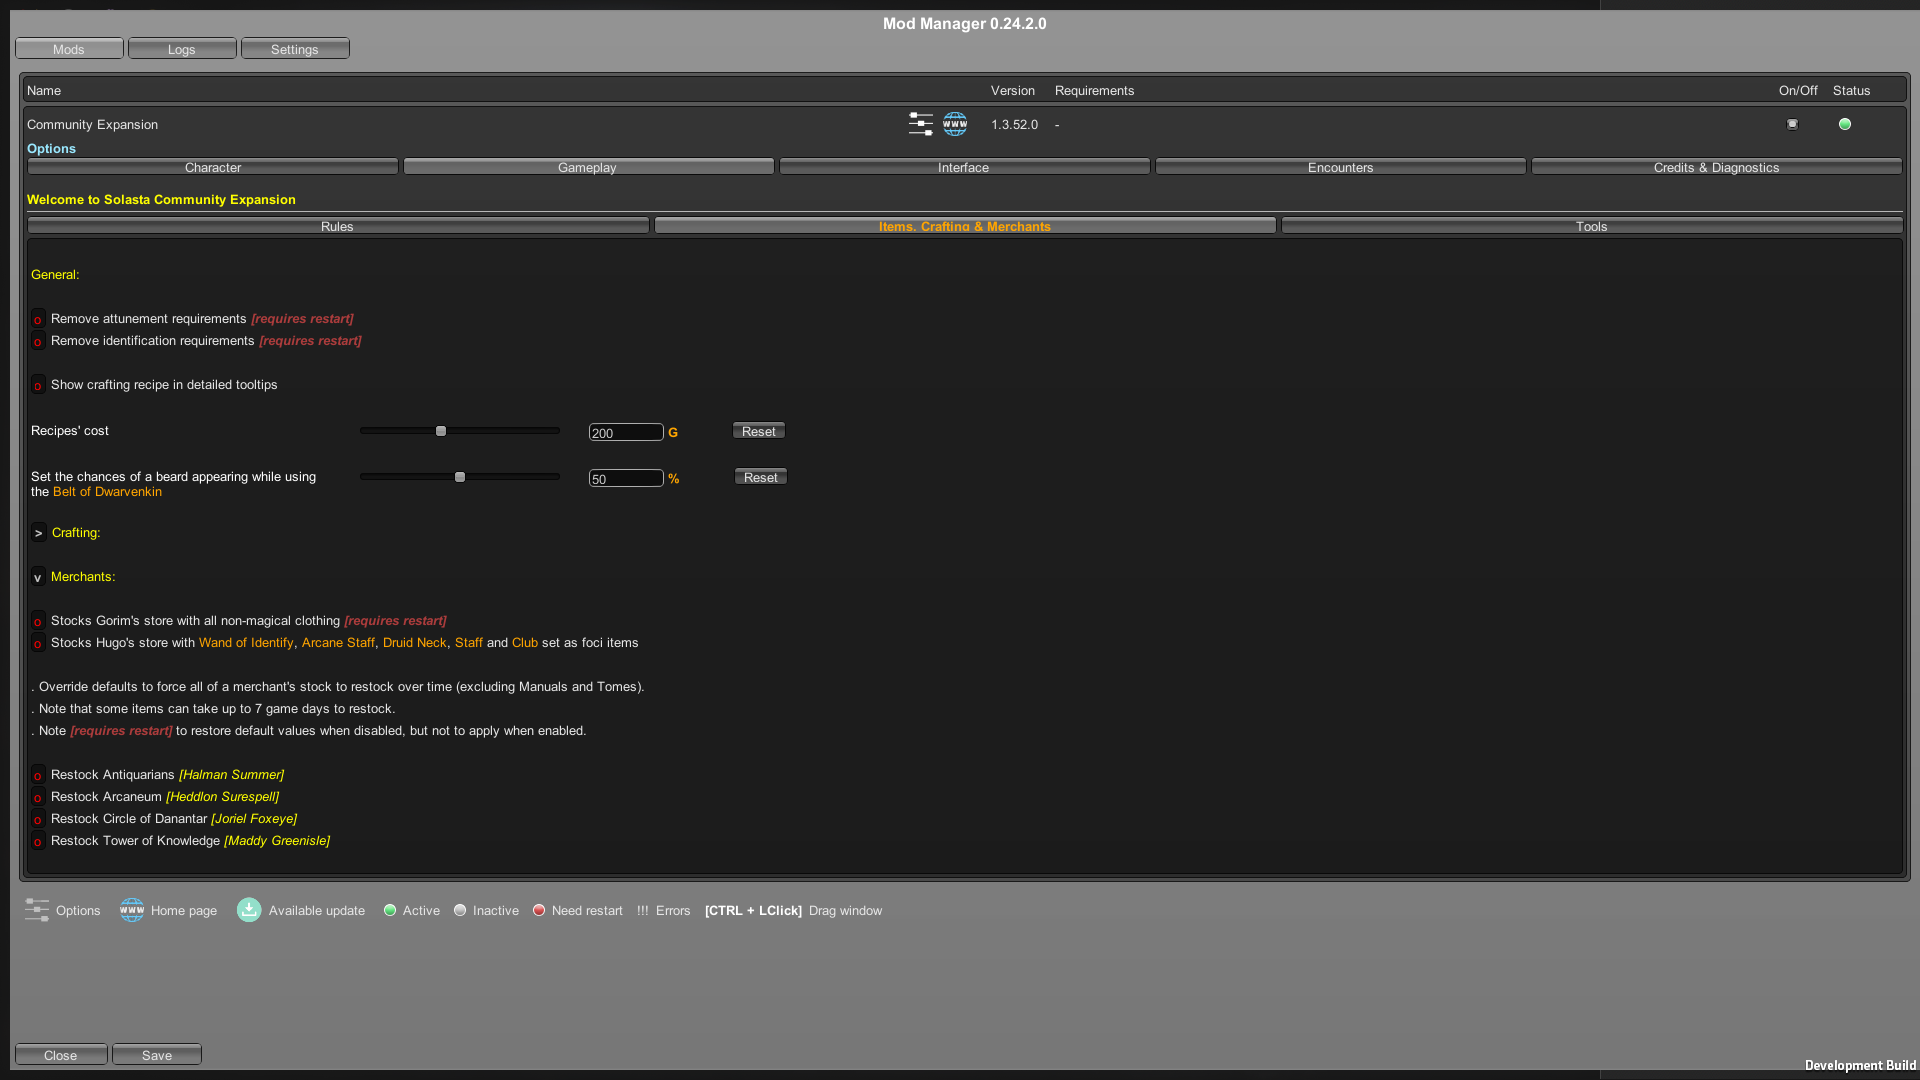 Mod Manager 0.24.2.0
Mods Logs Settings
Name Version Requirements On/Off Status
Community Expansion www 1.3.52.0 -
Options
Character Gameplay Interface Encounters Credits & Diagnostics
Welcome to Solasta Community Expansion
Rules Items, Crafting & Merchants Tools
General:
o Remove attunement requirements [requires restart]
o Remove identification requirements [requires restart]
o Show crafting recipe in detailed tooltips
Recipes' cost 200 G Reset
Set the chances of a beard appearing while using
the Belt of Dwarvenkin 50 % Reset
> Crafting:
v Merchants:
o Stocks Gorim's store with all non-magical clothing [requires restart]
o Stocks Hugo's store with Wand of Identify, Arcane Staff, Druid Neck, Staff and Club set as foci items
. Override defaults to force all of a merchant's stock to restock over time (excluding Manuals and Tomes).
. Note that some items can take up to 7 game days to restock.
. Note [requires restart] to restore default values when disabled, but not to apply when enabled.
o Restock Antiquarians [Halman Summer]
o Restock Arcaneum [Heddlon Surespell]
o Restock Circle of Danantar [Joriel Foxeye]
o Restock Tower of Knowledge [Maddy Greenisle]
Options www Home page Available update Active Inactive Need restart !!! Errors [CTRL + LClick] Drag window
Close Save
Development Build